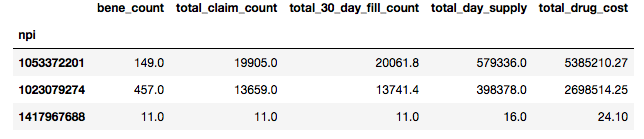 bene_count total_claim_count total_30_day_fill_count total_day_supply total_drug_cost
npi
1053372201 149.0 19905.0 20061.8 579336.0 5385210.27
1023079274 457.0 13659.0 13741.4 398378.0 2698514.25
1417967688 11.0 11.0 11.0 16.0 24.10